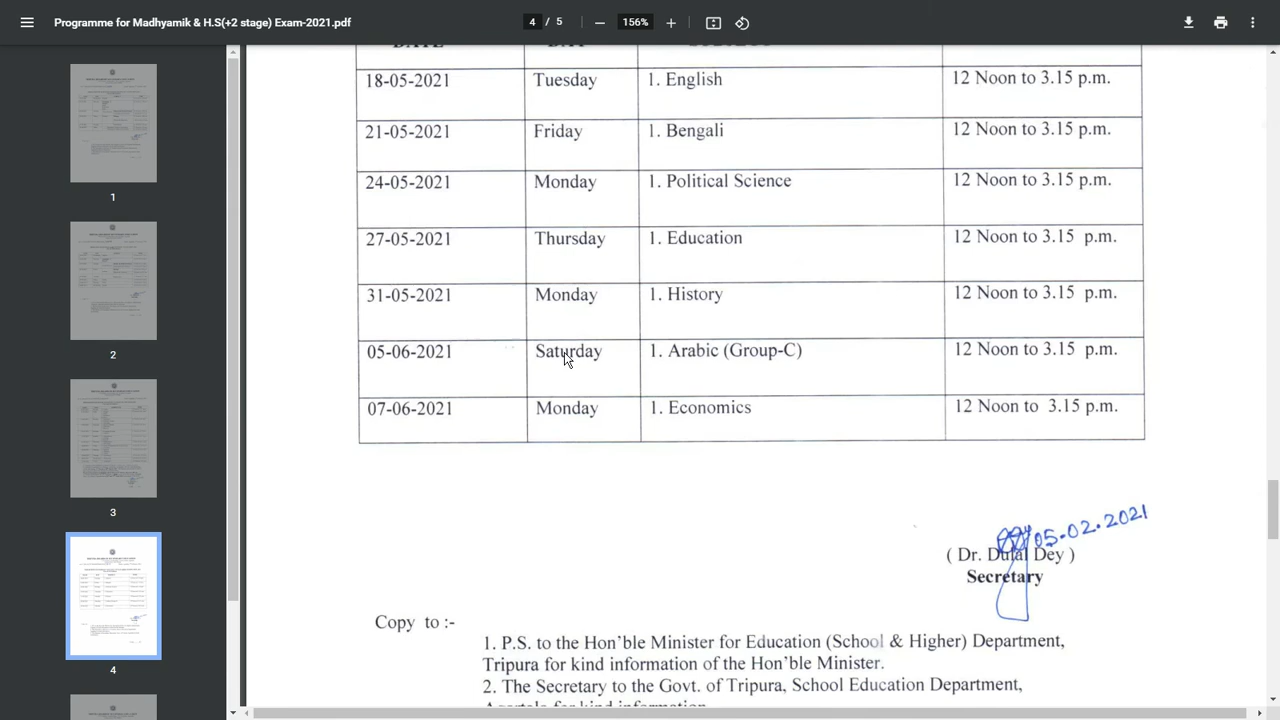 Programme for Madhyamik & H.S(+2 stage) Exam-2021.pdf
4 / 5
156%
DATE DAY SUBJECT
18-05-2021 Tuesday 1. English 12 Noon to 3.15 p.m.
21-05-2021 Friday 1. Bengali 12 Noon to 3.15 p.m.
24-05-2021 Monday 1. Political Science 12 Noon to 3.15 p.m.
27-05-2021 Thursday 1. Education 12 Noon to 3.15 p.m.
31-05-2021 Monday 1. History 12 Noon to 3.15 p.m.
05-06-2021 Saturday 1. Arabic (Group-C) 12 Noon to 3.15 p.m.
07-06-2021 Monday 1. Economics 12 Noon to 3.15 p.m.
05.02.2021
( Dr. Dulal Dey )
Secretary
Copy to :-
1. P.S. to the Hon'ble Minister for Education (School & Higher) Department,
Tripura for kind information of the Hon'ble Minister.
2. The Secretary to the Govt. of Tripura, School Education Department,
Agartala for kind information
1
2
3
4